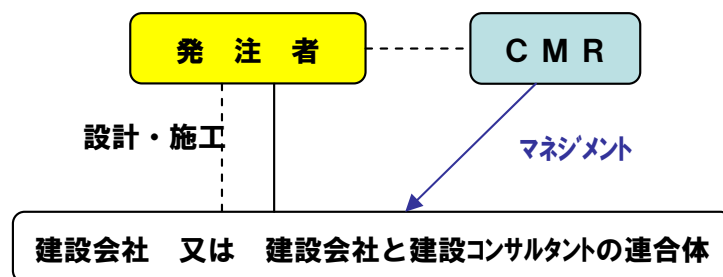 発 注 者
C M R
設計・施工
マネジメント
建設会社 又は 建設会社と建設コンサルタントの連合体